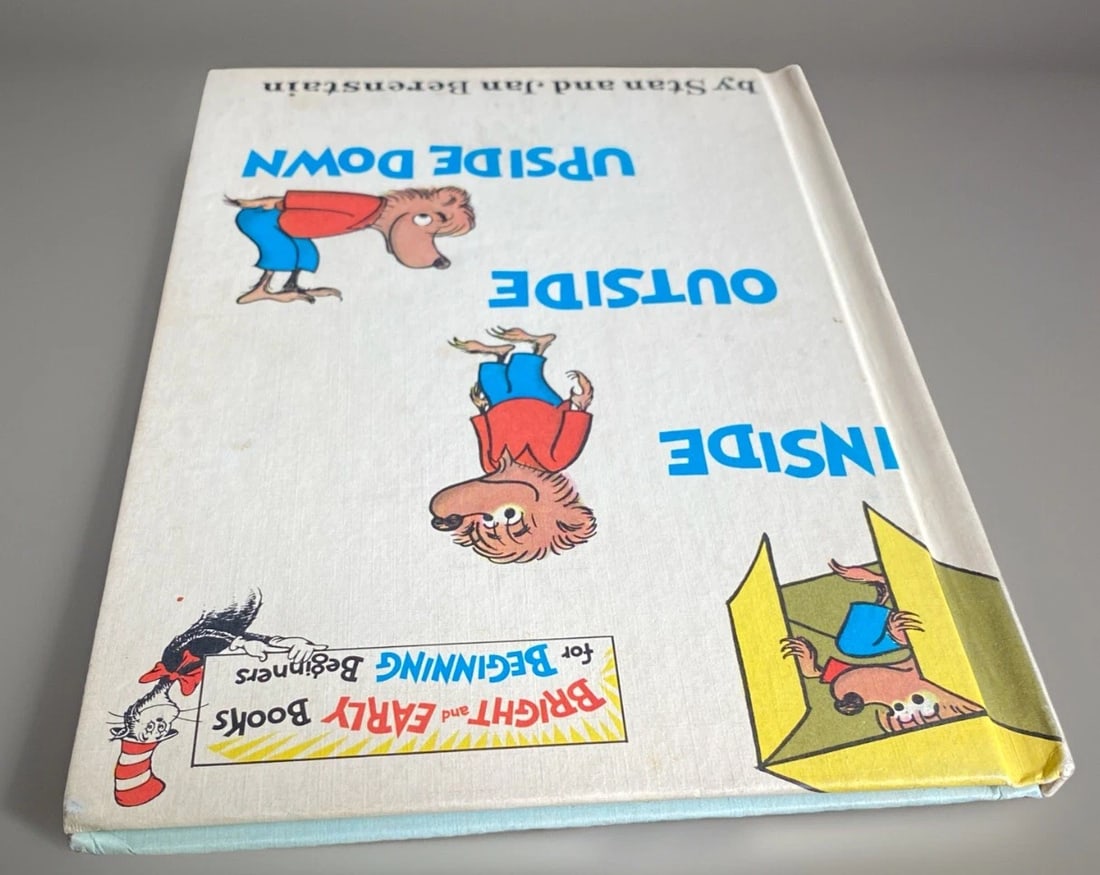 BRIGHT and EARLY Books
for BEGINNING Beginners
INSIDE
OUTSIDE
UPSIDE DOWN
by Stan and Jan Berenstain